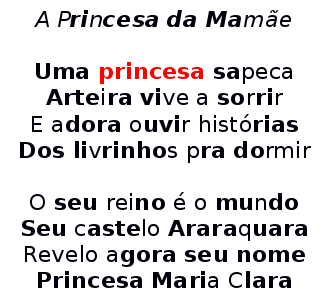 A Princesa da Mamãe
Uma princesa sapeca
Arteira vive a sorrir
E adora ouvir histórias
Dos livrinhos pra dormir
O seu reino é o mundo
Seu castelo Araraquara
Revelo agora seu nome
Princesa Maria Clara